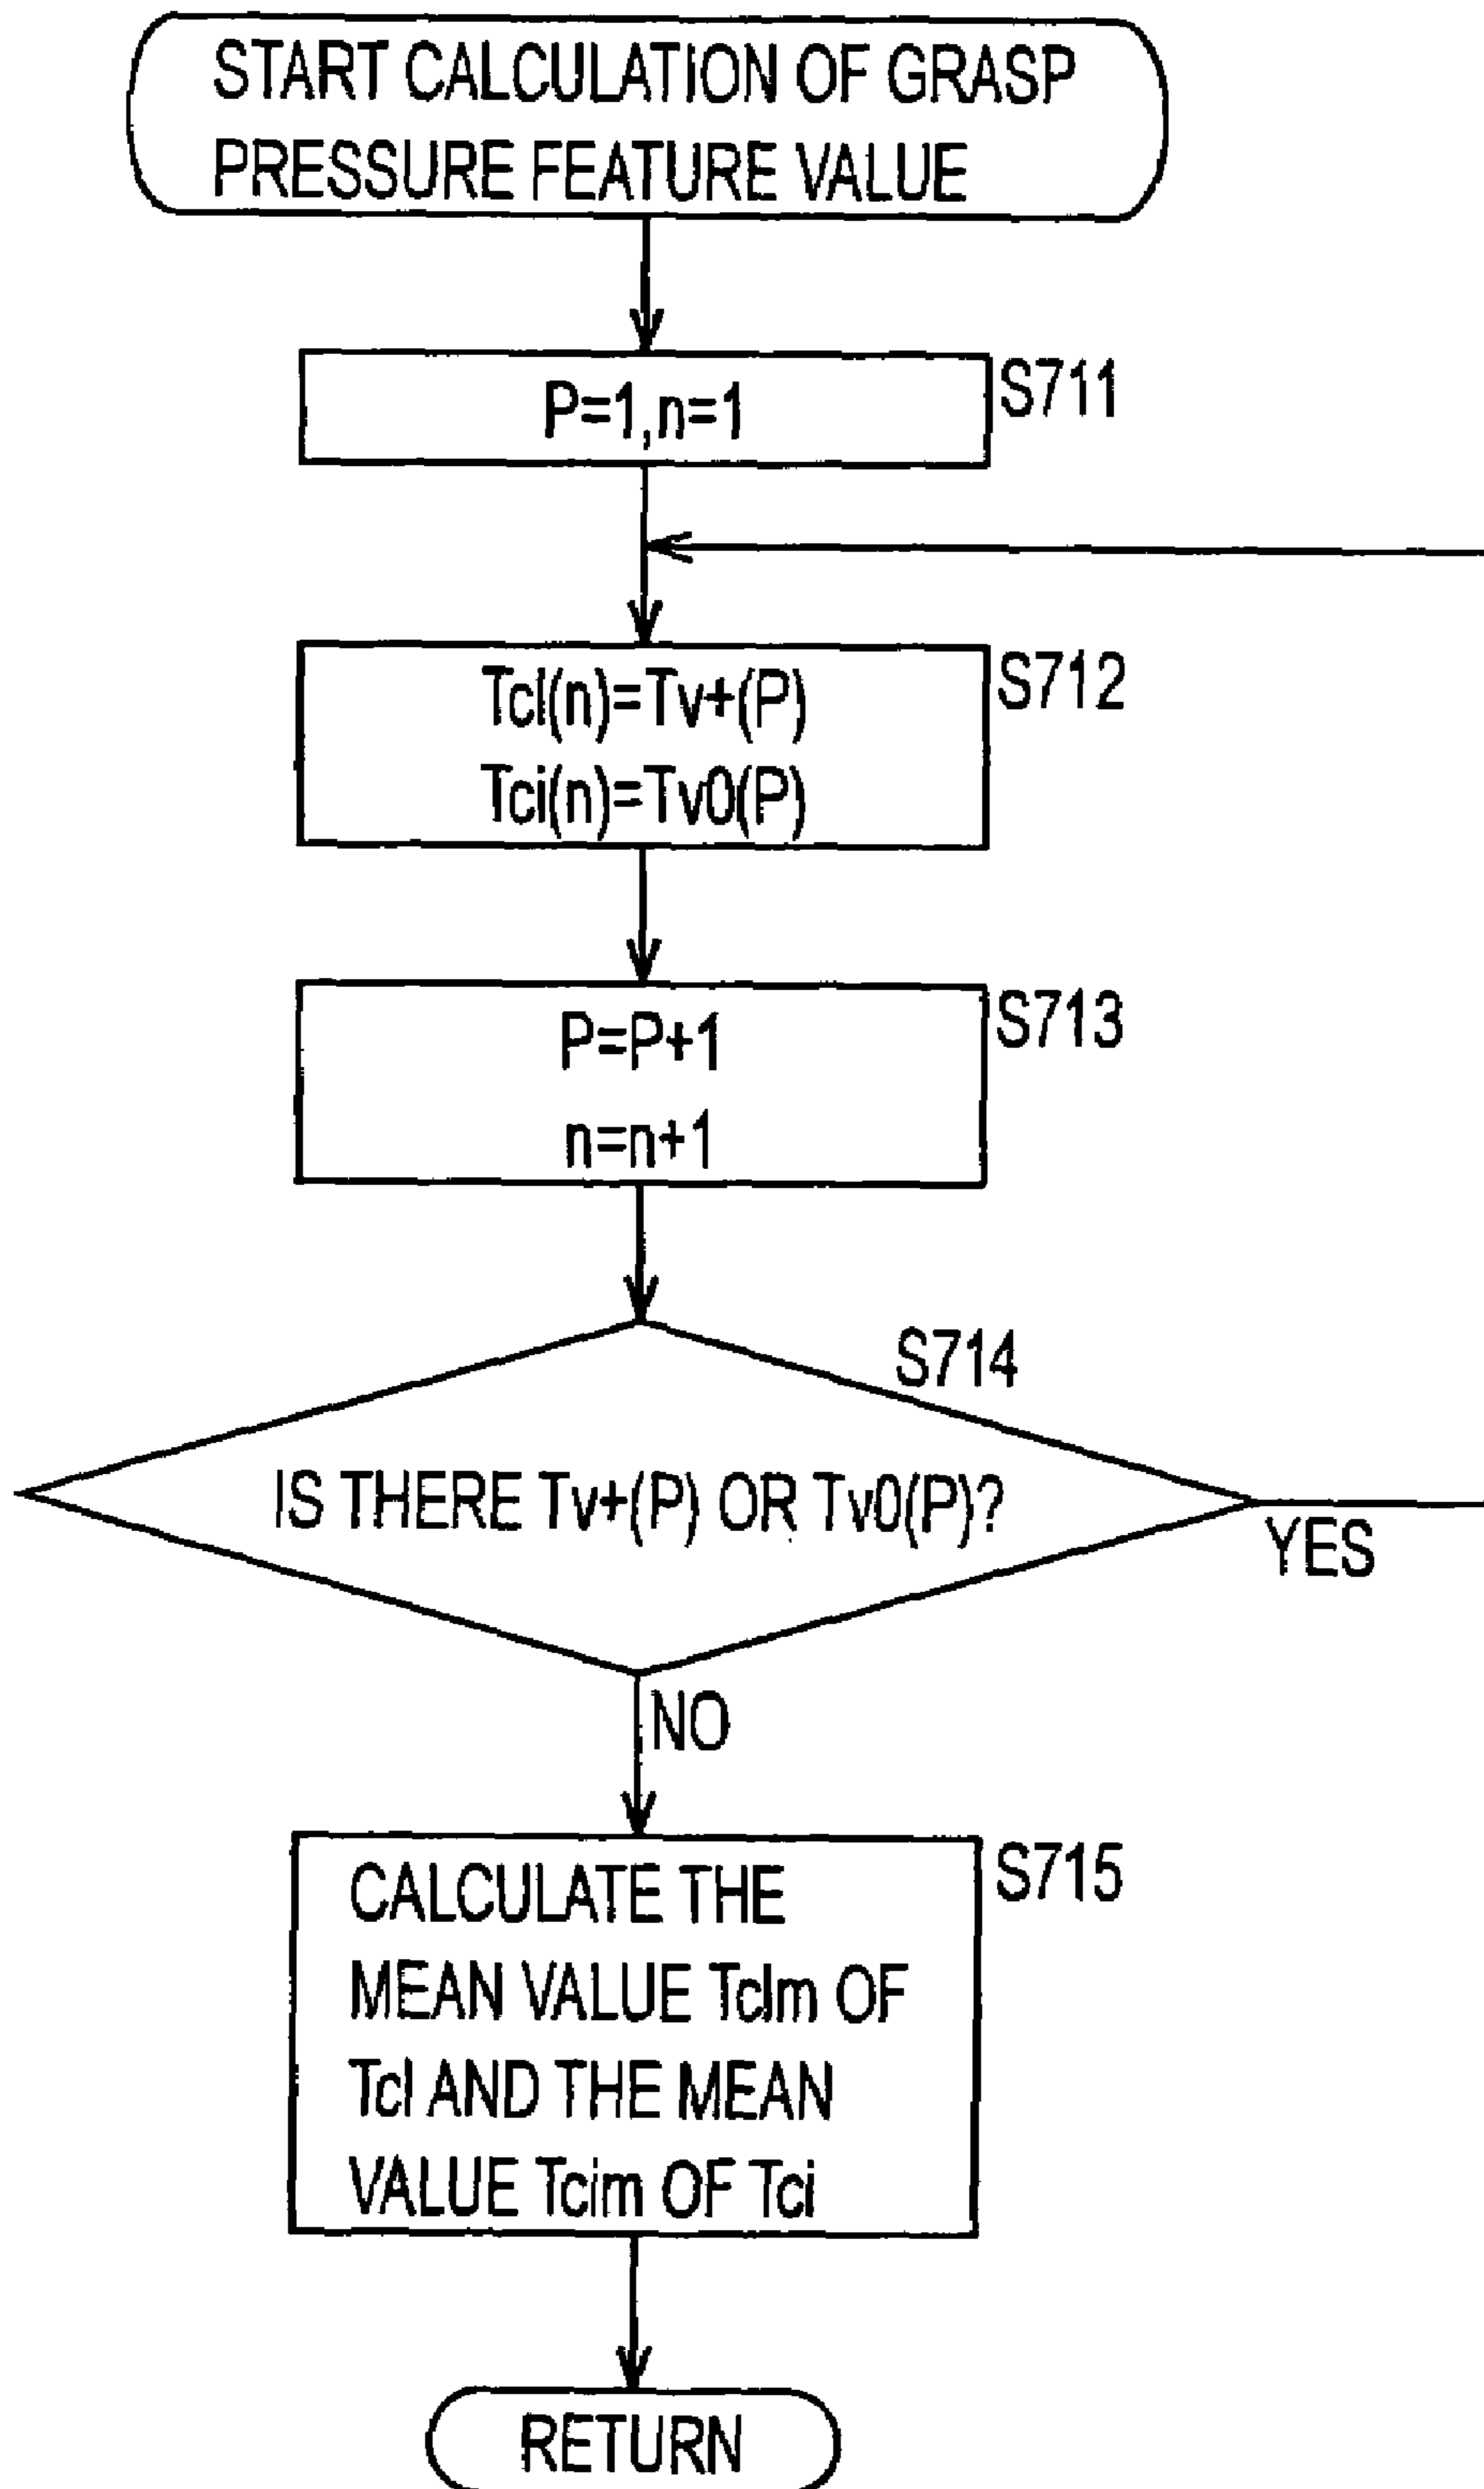 START CALCULATION OF GRASP
PRESSURE FEATURE VALUE
P=1,n=1
S711
Tcl(n)=Tv+(P)
Tci(n)=Tv0(P)
S712
P=P+1
n=n+1
S713
S714
IS THERE Tv+(P) OR Tv0(P)?
YES
NO
CALCULATE THE
MEAN VALUE Tclm OF
Tcl AND THE MEAN
VALUE Tcim OF Tci
S715
RETURN